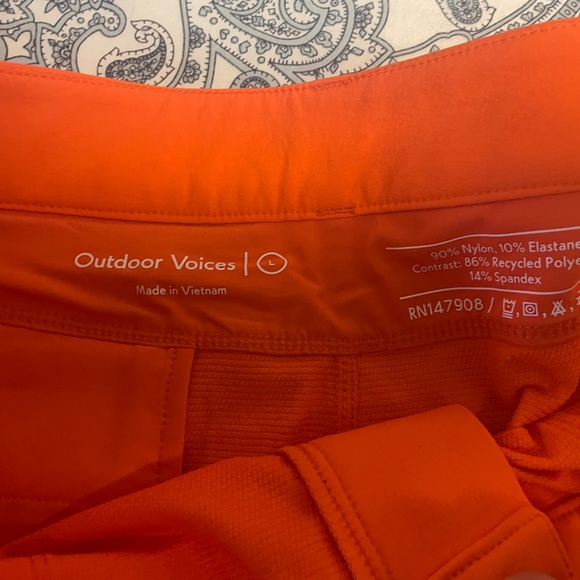 Outdoor Voices | L
Made in Vietnam
90% Nylon, 10% Elastane
Contrast: 86% Recycled Polye
14% Spandex
RN147908 /